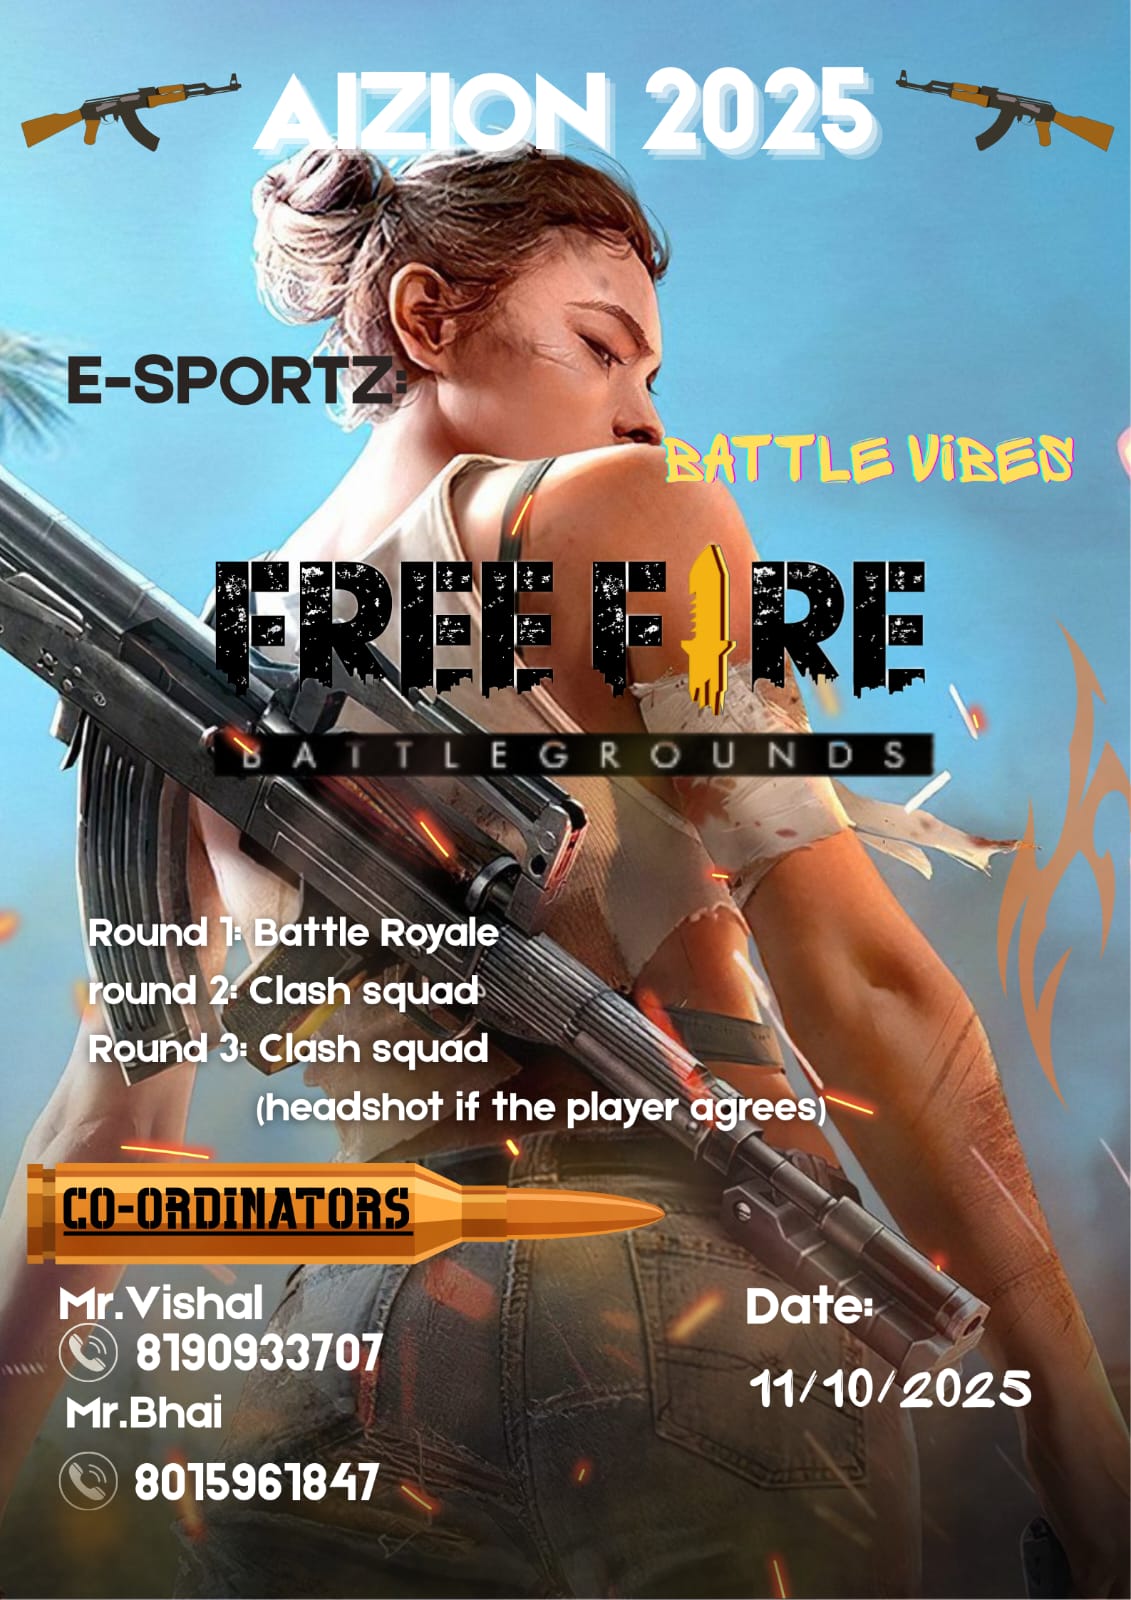 AIZION 2025
E-SPORTZ:
BATTLE VIBES
FREE FIRE
BATTLEGROUNDS
Round 1: Battle Royale
round 2: Clash squad
Round 3: Clash squad
(headshot if the player agrees)
CO-ORDINATORS
Mr.Vishal
8190933707
Mr.Bhai
8015961847
Date:
11/10/2025